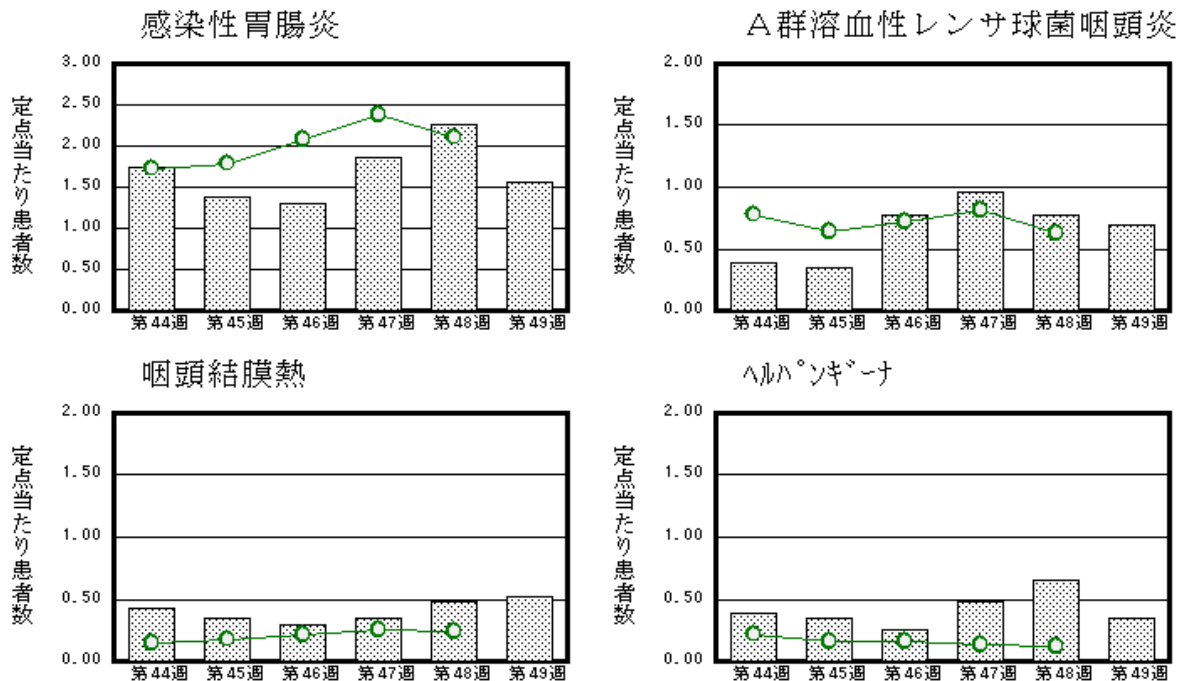 感染性胃腸炎
定点当たり患者数
3.00
2.50
2.00
1.50
1.00
0.50
0.00
第44週 第45週 第46週 第47週 第48週 第49週
A群溶血性レンサ球菌咽頭炎
定点当たり患者数
2.00
1.50
1.00
0.50
0.00
第44週 第45週 第46週 第47週 第48週 第49週
咽頭結膜熱
定点当たり患者数
2.00
1.50
1.00
0.50
0.00
第44週 第45週 第46週 第47週 第48週 第49週
ヘルパンギーナ
定点当たり患者数
2.00
1.50
1.00
0.50
0.00
第44週 第45週 第46週 第47週 第48週 第49週